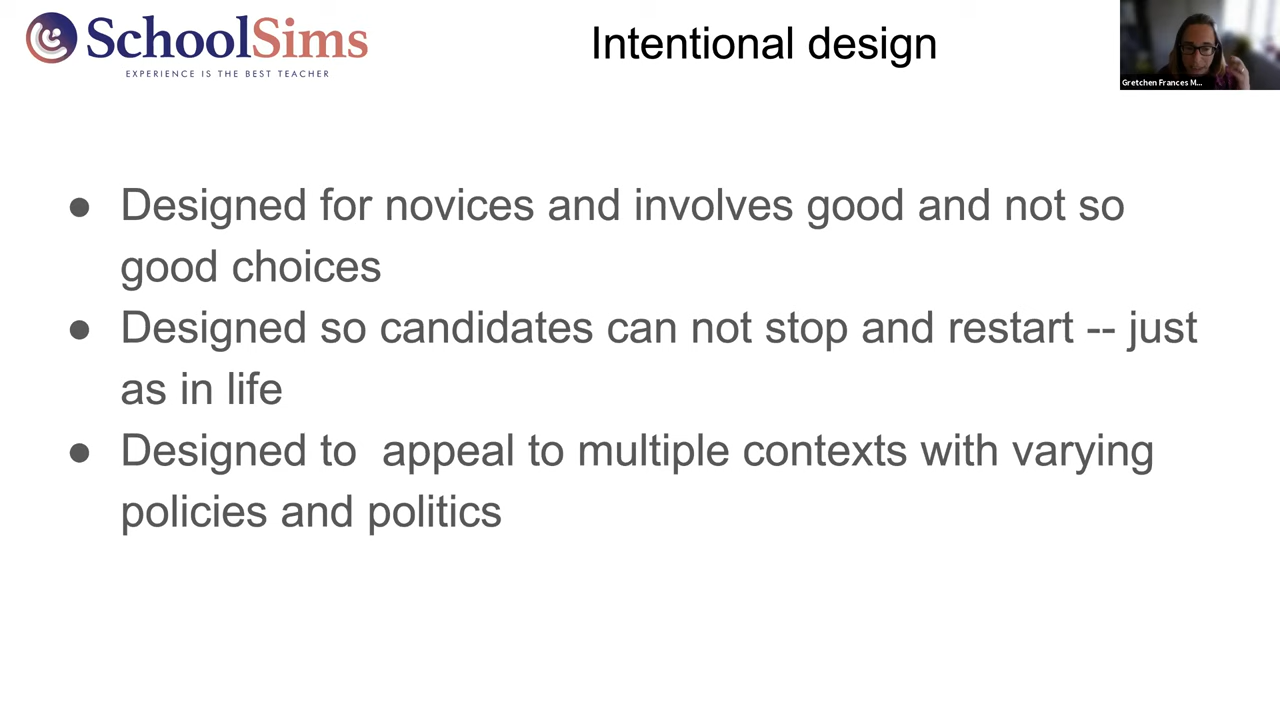 SchoolSims
EXPERIENCE IS THE BEST TEACHER
Intentional design
Gretchen Frances M...
● Designed for novices and involves good and not so
good choices
● Designed so candidates can not stop and restart -- just
as in life
● Designed to  appeal to multiple contexts with varying
policies and politics